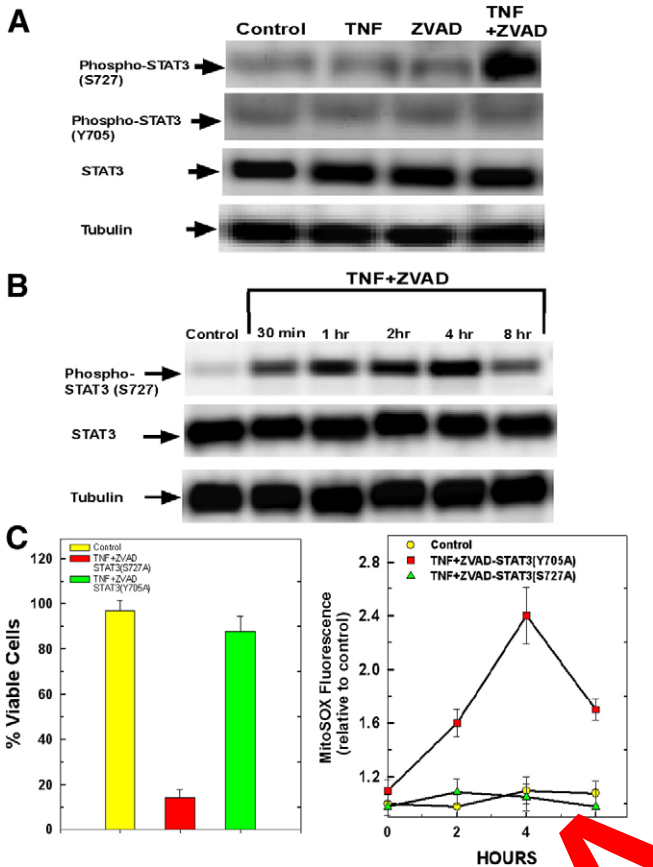 A
Control TNF ZVAD TNF
+ZVAD
Phospho-STAT3
(S727)
Phospho-STAT3
(Y705)
STAT3
Tubulin
B
TNF+ZVAD
Control 30 min 1 hr 2hr 4 hr 8 hr
Phospho-
STAT3 (S727)
STAT3
Tubulin
C
% Viable Cells
120
100
80
60
40
20
0
Control
TNF+ZVAD
STAT3(S727A)
TNF+ZVAD
STAT3(Y705A)
MitoSOX Fluorescence
(relative to control)
2.8
2.4
2.0
1.6
1.2
Control
TNF+ZVAD-STAT3(Y705A)
TNF+ZVAD-STAT3(S727A)
0 2 4
HOURS